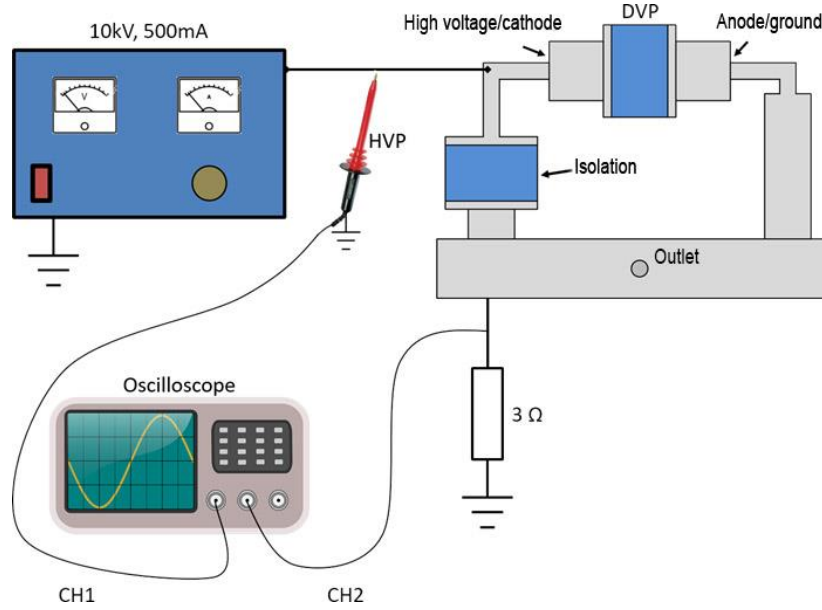 10kV, 500mA
High voltage/cathode
DVP
Anode/ground
V
A
HVP
Isolation
Outlet
Oscilloscope
3 Ω
CH1
CH2